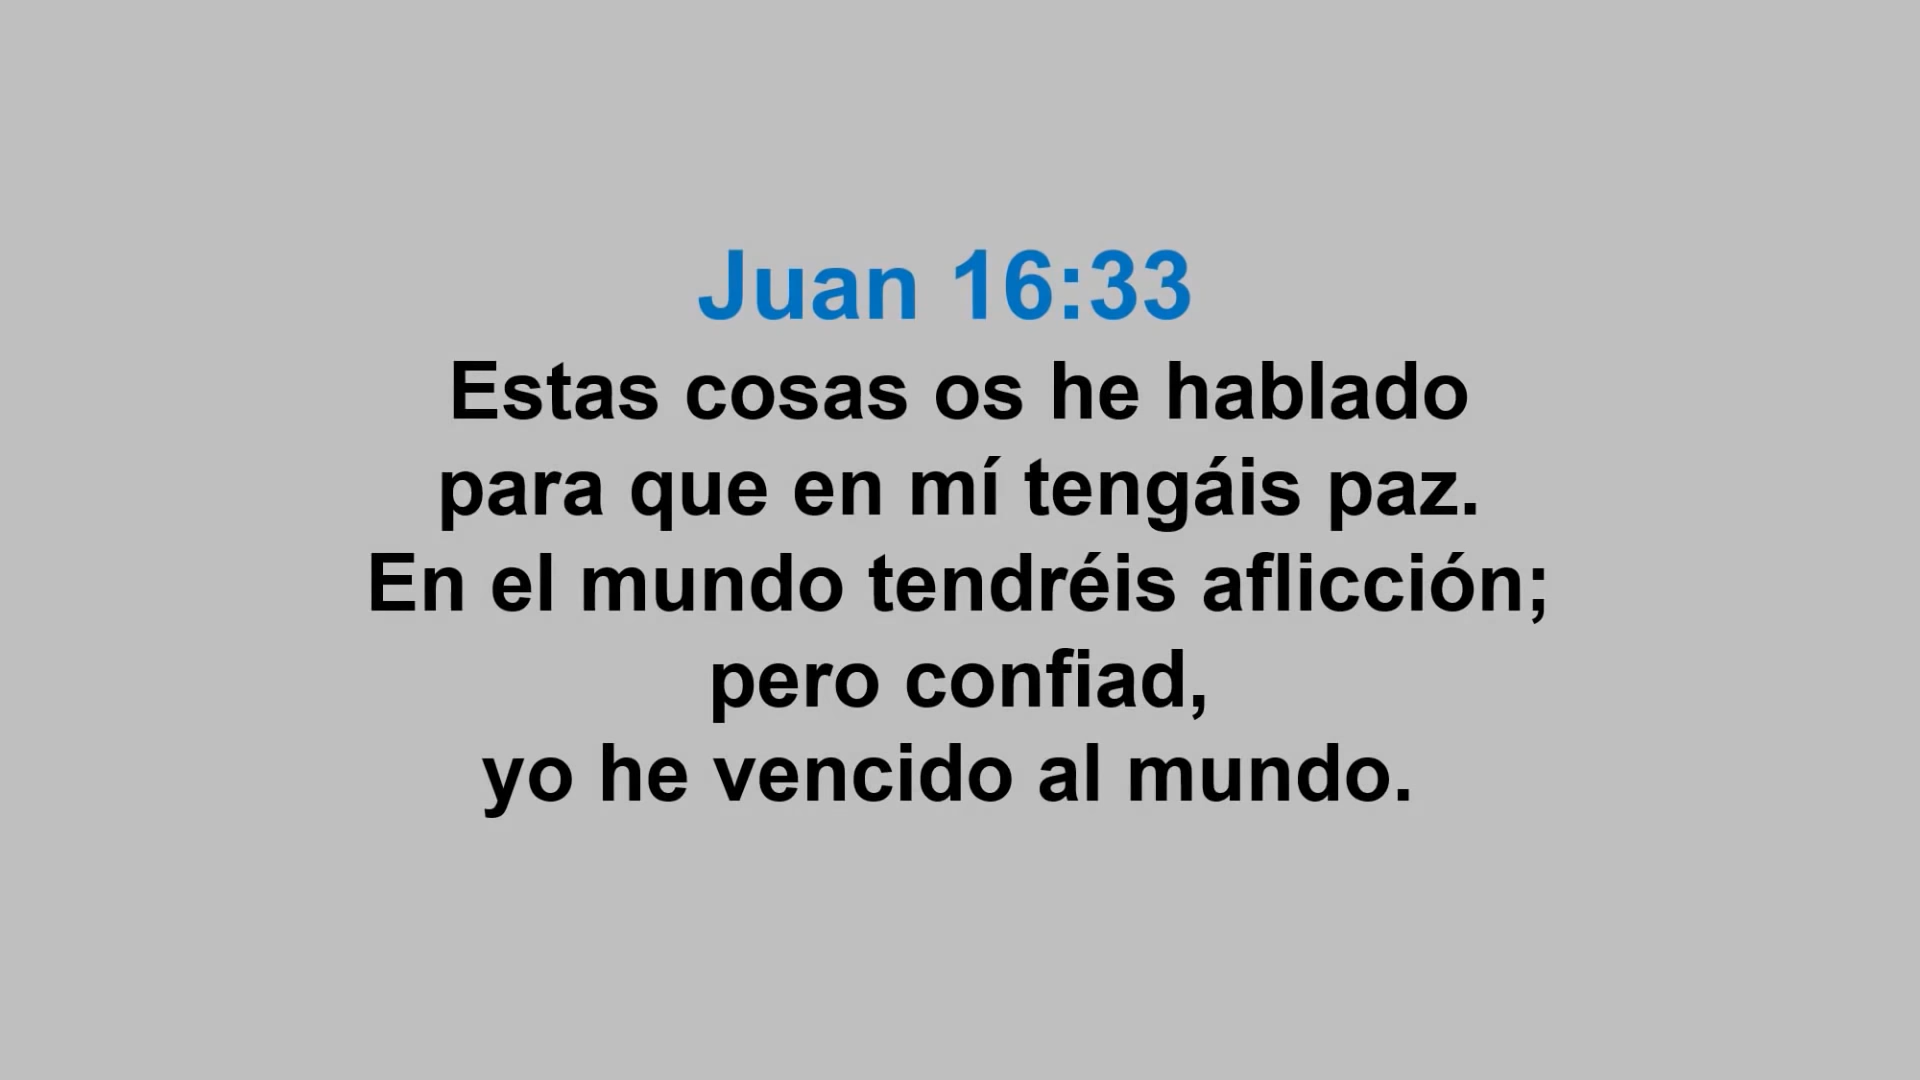 Juan 16:33
Estas cosas os he hablado
para que en mí tengáis paz.
En el mundo tendréis aflicción;
pero confiad,
yo he vencido al mundo.